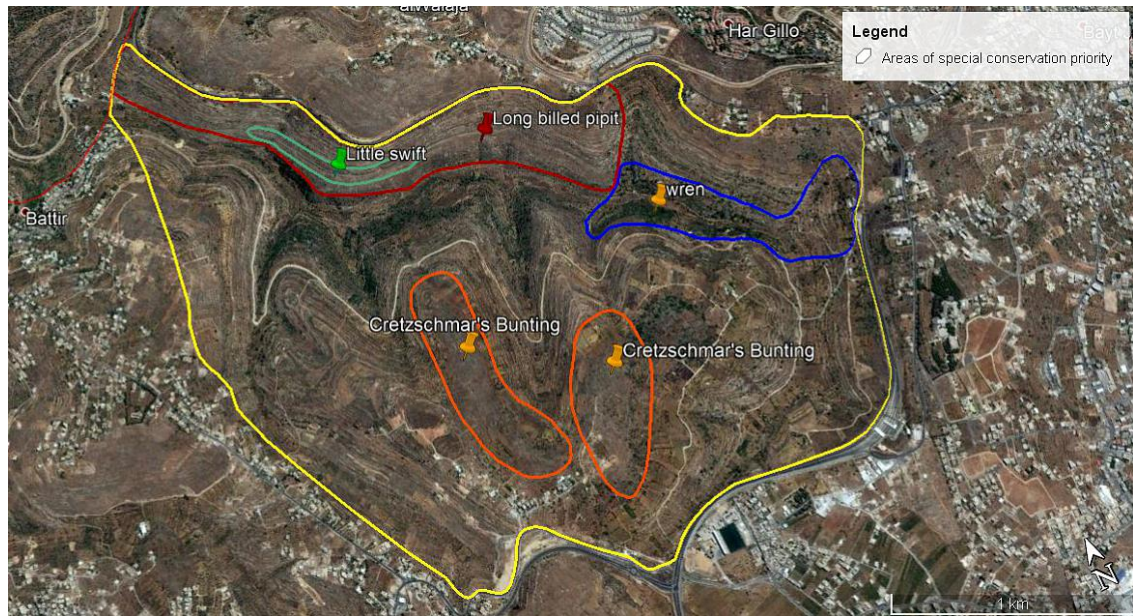 alWalaja
Har Gillo
Legend
Areas of special conservation priority
Long billed pipit
Little swift
wren
Battir
Cretzschmar's Bunting
Cretzschmar's Bunting
N
1 km